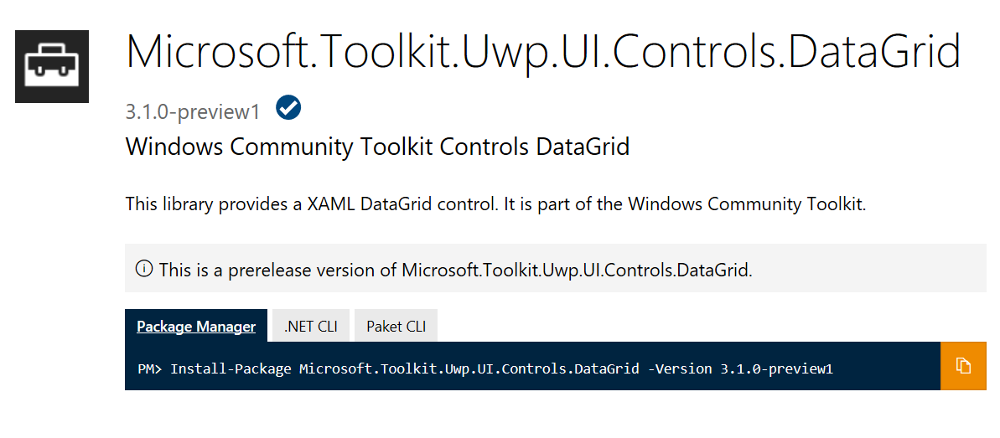 Microsoft.Toolkit.Uwp.UI.Controls.DataGrid
3.1.0-preview1
Windows Community Toolkit Controls DataGrid
This library provides a XAML DataGrid control. It is part of the Windows Community Toolkit.
This is a prerelease version of Microsoft.Toolkit.Uwp.UI.Controls.DataGrid.
Package Manager .NET CLI Paket CLI
PM> Install-Package Microsoft.Toolkit.Uwp.UI.Controls.DataGrid -Version 3.1.0-preview1